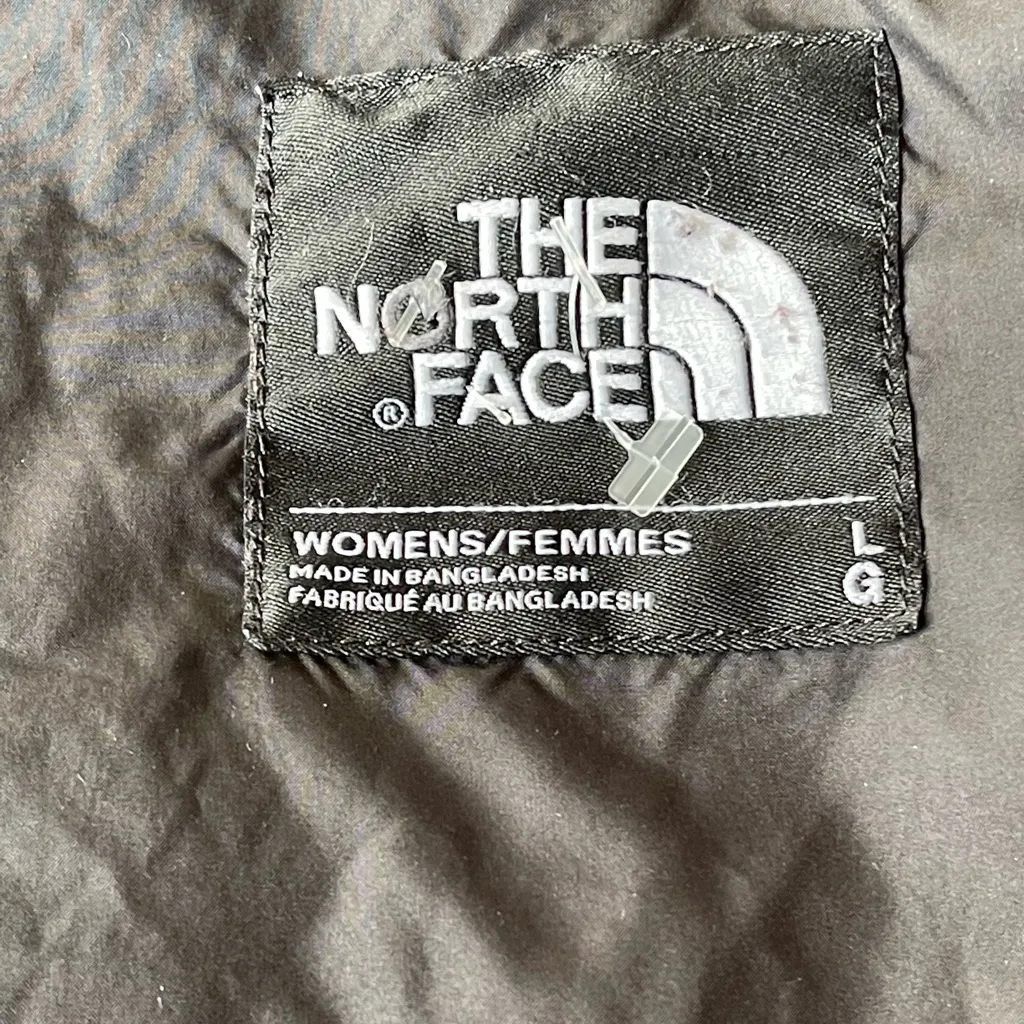 THE
NORTH
®FACE
WOMENS/FEMMES L
MADE IN BANGLADESH G
FABRIQUÉ AU BANGLADESH